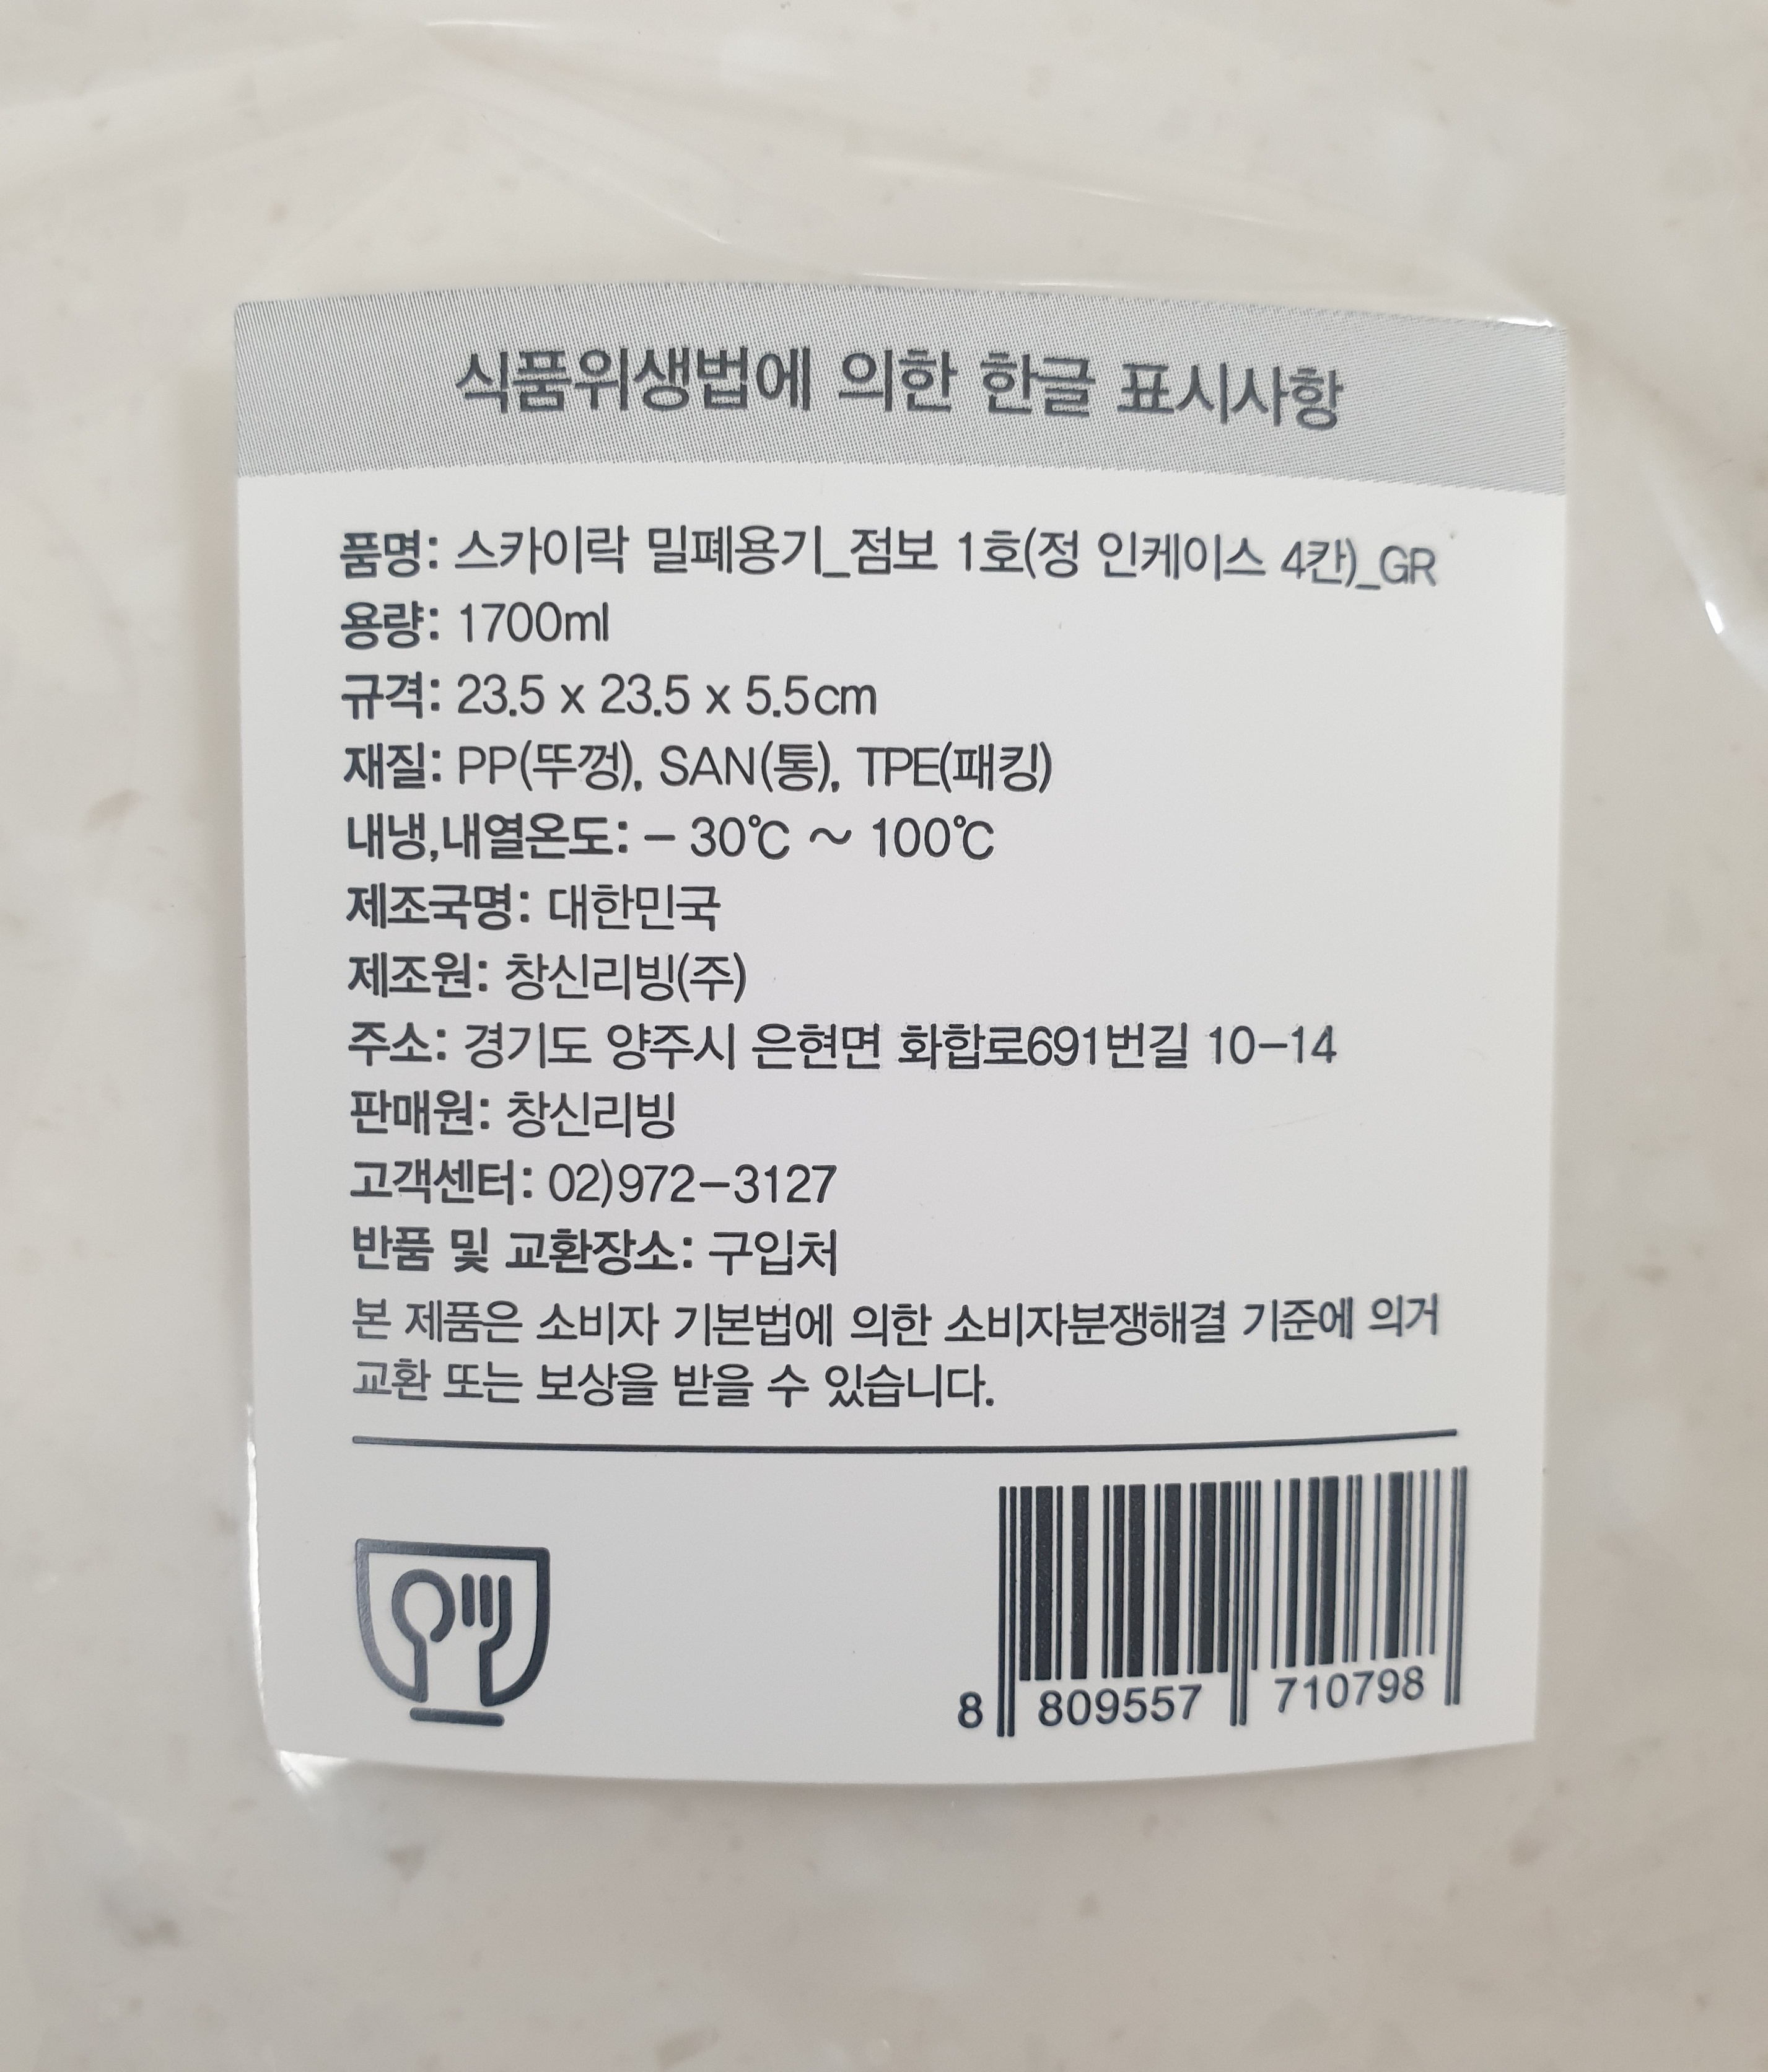 식품위생법에 의한 한글 표시사항
품명: 스카이락 밀폐용기_점보 1호(정 인케이스 4칸)_GR
용량: 1700ml
규격: 23.5 x 23.5 x 5.5cm
재질: PP(뚜껑), SAN(통), TPE(패킹)
내냉,내열온도: – 30℃ ~ 100℃
제조국명: 대한민국
제조원: 창신리빙(주)
주소: 경기도 양주시 은현면 화합로691번길 10-14
판매원: 창신리빙
고객센터: 02)972-3127
반품 및 교환장소: 구입처
본 제품은 소비자 기본법에 의한 소비자분쟁해결 기준에 의거
교환 또는 보상을 받을 수 있습니다.
8 809557 710798